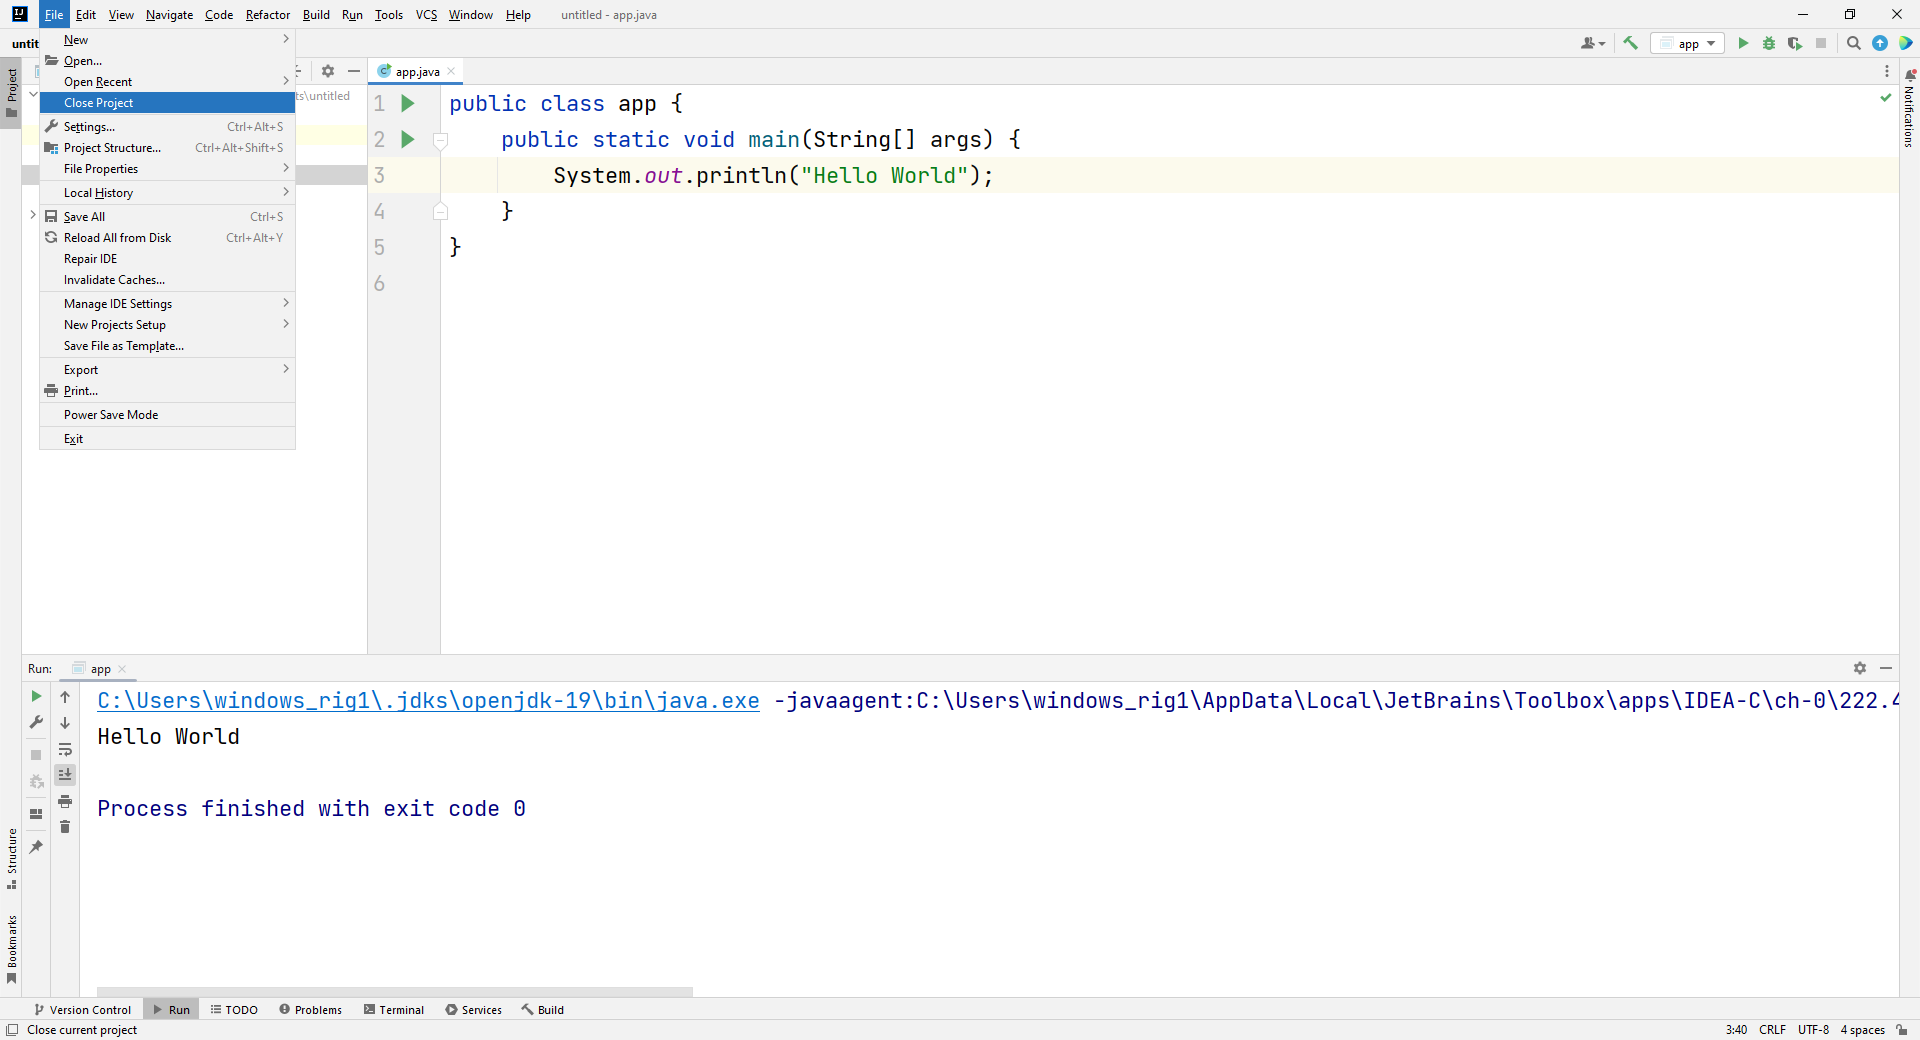 File Edit View Navigate Code Refactor Build Run Tools VCS Window Help untitled - app.java
app
New
Open...
Open Recent
Close Project
Settings... Ctrl+Alt+S
Project Structure... Ctrl+Alt+Shift+S
File Properties
Local History
Save All Ctrl+S
Reload All from Disk Ctrl+Alt+Y
Repair IDE
Invalidate Caches...
Manage IDE Settings
New Projects Setup
Save File as Template...
Export
Print...
Power Save Mode
Exit
Project
ts\untitled
app.java
1 public class app {
2 public static void main(String[] args) {
3 System.out.println("Hello World");
4 }
5 }
6
Notifications
Run: app
C:\Users\windows_rig1\.jdks\openjdk-19\bin\java.exe -javaagent:C:\Users\windows_rig1\AppData\Local\JetBrains\Toolbox\apps\IDEA-C\ch-0\222.4
Hello World
Process finished with exit code 0
Structure
Bookmarks
Version Control Run TODO Problems Terminal Services Build
Close current project 3:40 CRLF UTF-8 4 spaces